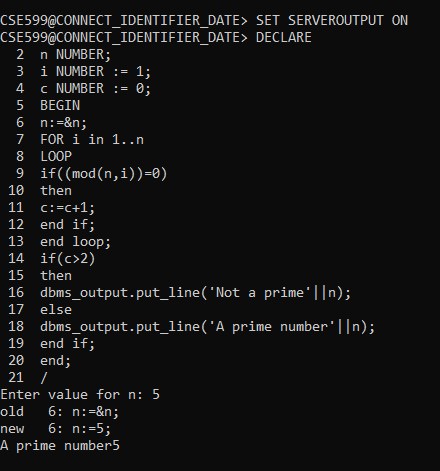 CSE599@CONNECT_IDENTIFIER_DATE> SET SERVEROUTPUT ON
CSE599@CONNECT_IDENTIFIER_DATE> DECLARE
2 n NUMBER;
3 i NUMBER := 1;
4 c NUMBER := 0;
5 BEGIN
6 n:=&n;
7 FOR i in 1..n
8 LOOP
9 if((mod(n,i))=0)
10 then
11 c:=c+1;
12 end if;
13 end loop;
14 if(c>2)
15 then
16 dbms_output.put_line('Not a prime'||n);
17 else
18 dbms_output.put_line('A prime number'||n);
19 end if;
20 end;
21 /
Enter value for n: 5
old 6: n:=&n;
new 6: n:=5;
A prime number5